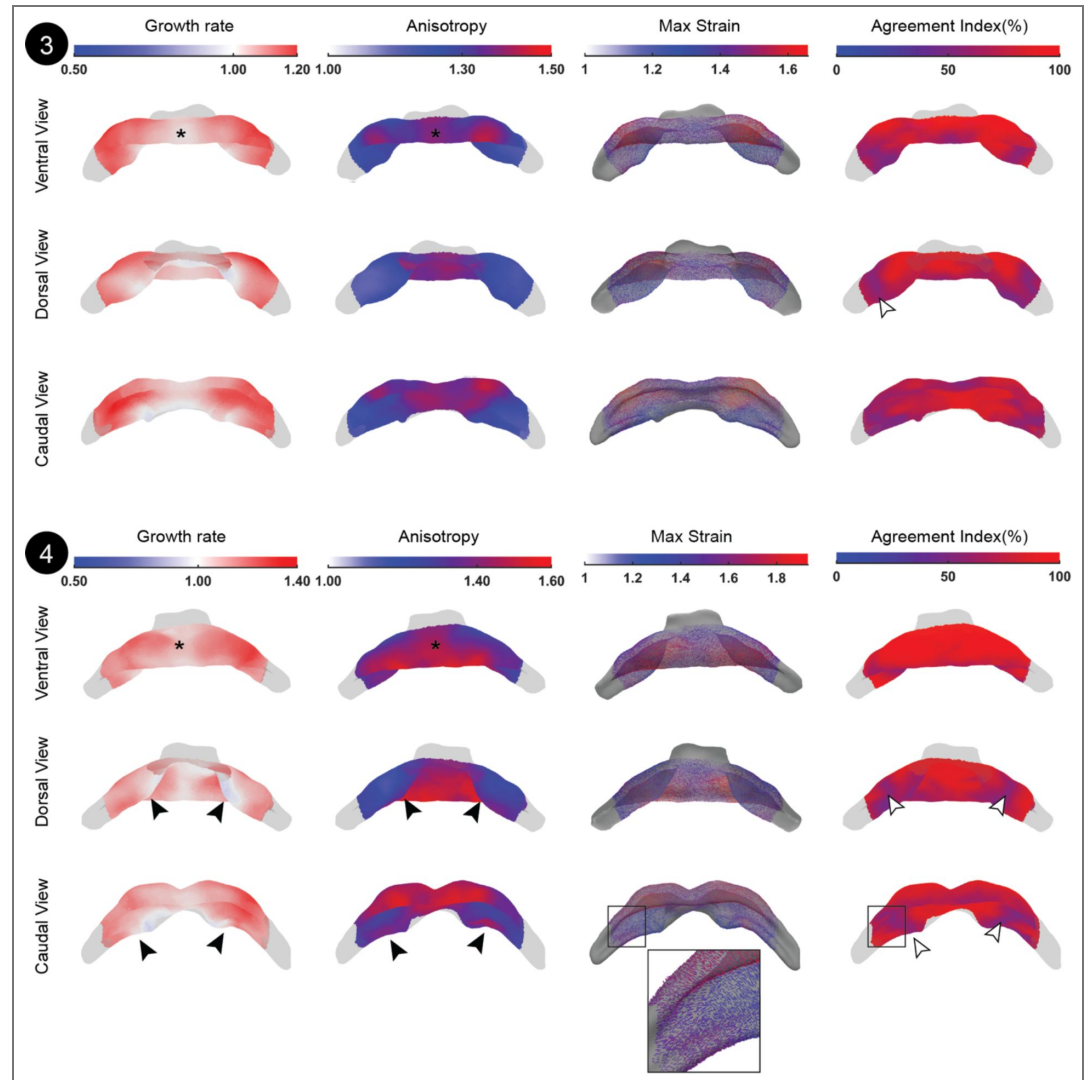 3
Growth rate Anisotropy Max Strain Agreement Index(%)
0.50 1.00 1.20 1.00 1.30 1.50 1 1.2 1.4 1.6 0 50 100
Ventral View
*
*
Dorsal View
Caudal View
4
Growth rate Anisotropy Max Strain Agreement Index(%)
0.50 1.00 1.40 1.00 1.40 1.60 1 1.2 1.4 1.6 1.8 0 50 100
Ventral View
*
*
Dorsal View
Caudal View